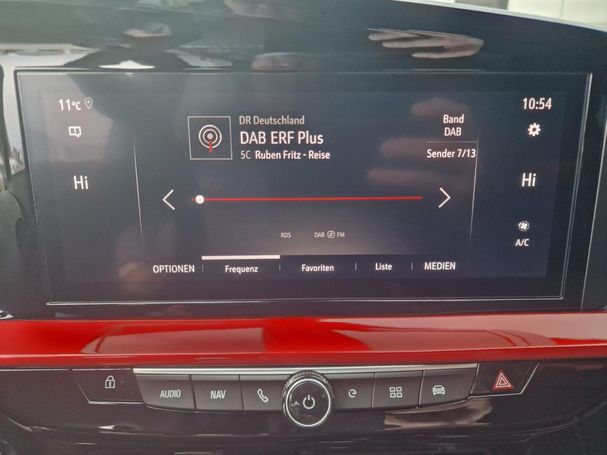 11°C
10:54
DR Deutschland
DAB ERF Plus
5C Ruben Fritz - Reise
Band
DAB
Sender 7/13
Hi
Hi
RDS
DAB FM
A/C
OPTIONEN
Frequenz
Favoriten
Liste
MEDIEN
AUDIO
NAV